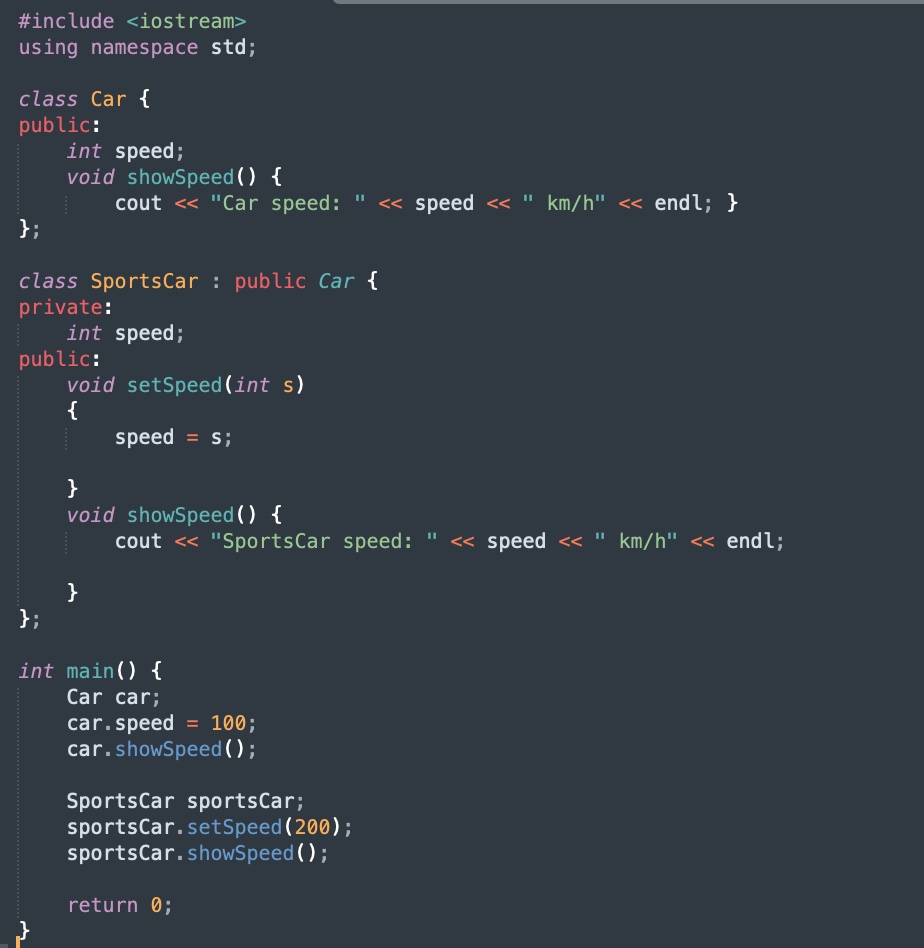 #include <iostream>
using namespace std;

class Car {
public:
    int speed;
    void showSpeed() {
        cout << "Car speed: " << speed << " km/h" << endl; }
};

class SportsCar : public Car {
private:
    int speed;
public:
    void setSpeed(int s)
    {
        speed = s;

    }
    void showSpeed() {
        cout << "SportsCar speed: " << speed << " km/h" << endl;

    }
};

int main() {
    Car car;
    car.speed = 100;
    car.showSpeed();

    SportsCar sportsCar;
    sportsCar.setSpeed(200);
    sportsCar.showSpeed();

    return 0;
}